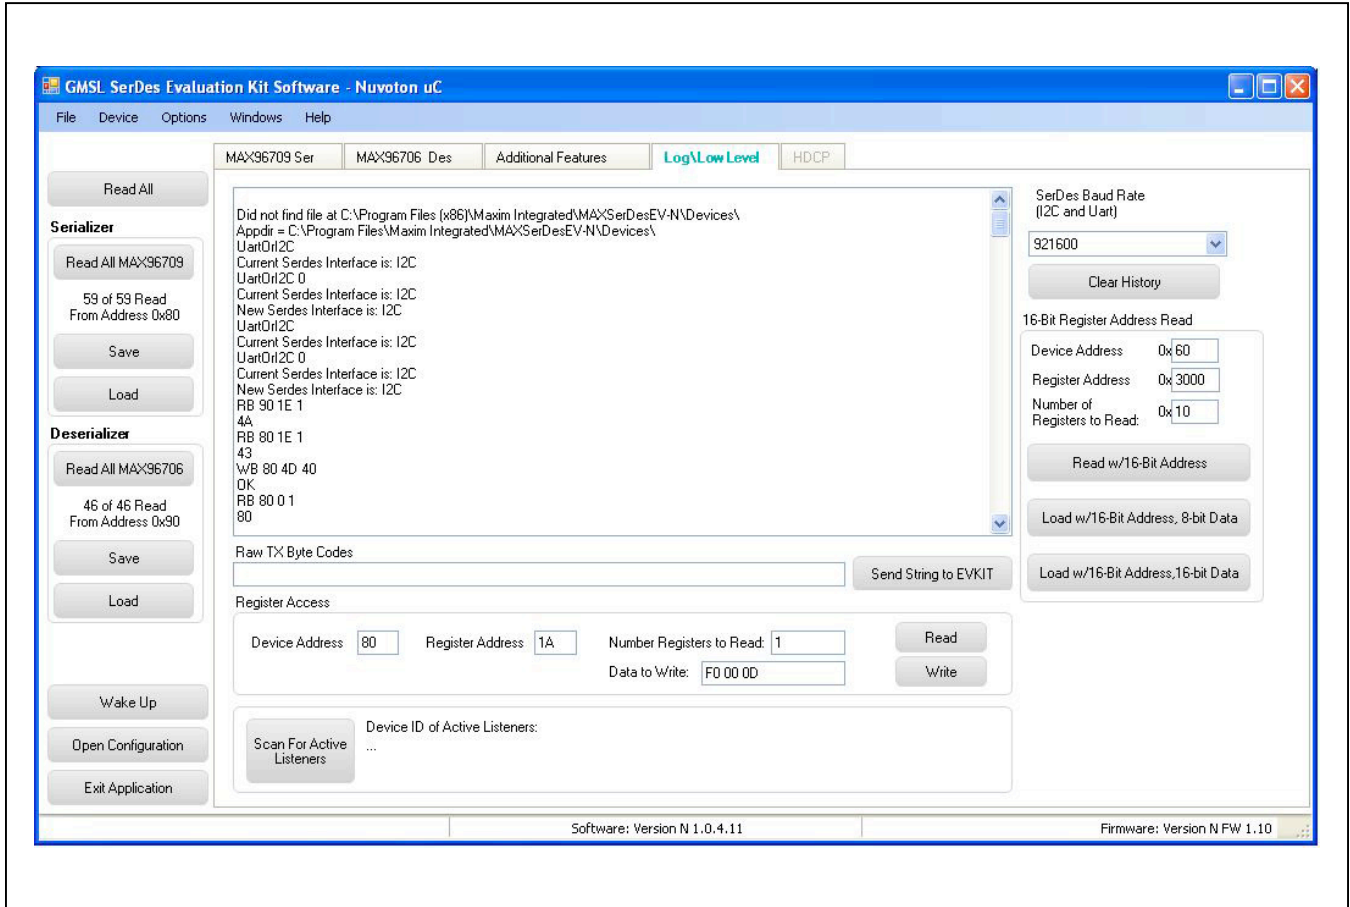 GMSL SerDes Evaluation Kit Software - Nuvoton uC
File Device Options Windows Help
MAX96709 Ser MAX96706 Des Additional Features Log\Low Level HDCP
Read All
Serializer
Read All MAX96709
59 of 59 Read
From Address 0x80
Save
Load
Deserializer
Read All MAX96706
46 of 46 Read
From Address 0x90
Save
Load
Wake Up
Open Configuration
Exit Application
Did not find file at C:\Program Files (x86)\Maxim Integrated\MAXSerDesEV-N\Devices\
Appdir = C:\Program Files\Maxim Integrated\MAXSerDesEV-N\Devices\
UartOrI2C
Current Serdes Interface is: I2C
UartOrI2C 0
Current Serdes Interface is: I2C
New Serdes Interface is: I2C
UartOrI2C
Current Serdes Interface is: I2C
UartOrI2C 0
Current Serdes Interface is: I2C
New Serdes Interface is: I2C
RB 90 1E 1
4A
RB 80 1E 1
43
WB 80 4D 40
OK
RB 80 0 1
80
Raw TX Byte Codes
Send String to EVKIT
Register Access
Device Address 80 Register Address 1A Number Registers to Read: 1 Read
Data to Write: F0 00 0D Write
Scan For Active
Listeners
Device ID of Active Listeners:
...
SerDes Baud Rate
(I2C and Uart)
921600
Clear History
16-Bit Register Address Read
Device Address 0x 60
Register Address 0x 3000
Number of
Registers to Read: 0x 10
Read w/16-Bit Address
Load w/16-Bit Address, 8-bit Data
Load w/16-Bit Address,16-bit Data
Software: Version N 1.0.4.11
Firmware: Version N FW 1.10